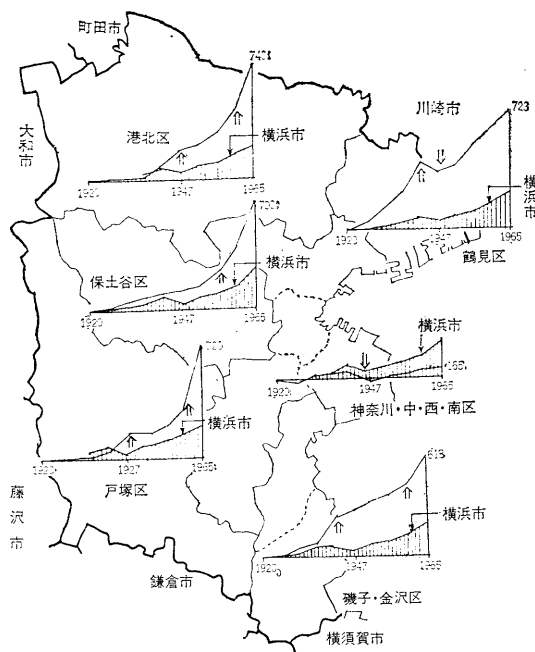 町田市
大和市
港北区
横浜市
1920
1947
1965
川崎市
723
横浜市
1920
1947
1965
鶴見区
保土谷区
横浜市
1920
1947
1965
横浜市
1920
1965
神奈川・中・西・南区
横浜市
1965
戸塚区
藤沢市
横浜市
1920
1947
1965
磯子・金沢区
鎌倉市
横須賀市